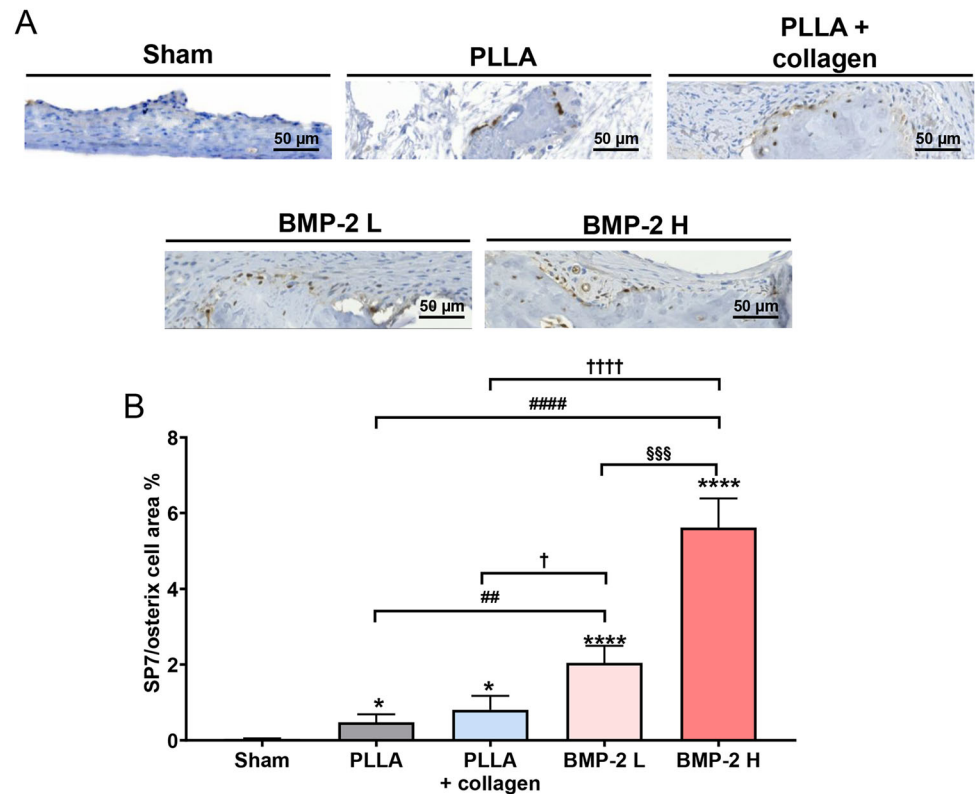 A
Sham
PLLA
PLLA +
collagen
50 µm
50 µm
50 µm
BMP-2 L
BMP-2 H
50 µm
50 µm
B
††††
####
§§§
****
†
##
****
*
*
SP7/osterix cell area %
8
6
4
2
0
Sham
PLLA
PLLA
+ collagen
BMP-2 L
BMP-2 H